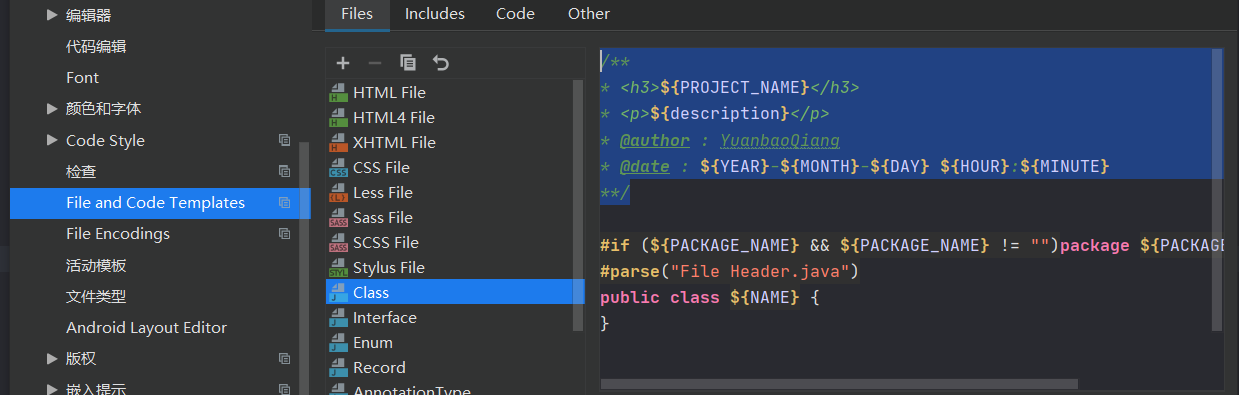 编辑器
代码编辑
Font
颜色和字体
Code Style
检查
File and Code Templates
File Encodings
活动模板
文件类型
Android Layout Editor
版权
嵌入提示
Files Includes Code Other
HTML File
HTML4 File
XHTML File
CSS File
Less File
Sass File
SCSS File
Stylus File
Class
Interface
Enum
Record
AnnotationType
/**
* <h3>${PROJECT_NAME}</h3>
* <p>${description}</p>
* @author : YuanbaoQiang
* @date : ${YEAR}-${MONTH}-${DAY} ${HOUR}:${MINUTE}
**/
#if (${PACKAGE_NAME} && ${PACKAGE_NAME} != "")package ${PACKAGE
#parse("File Header.java")
public class ${NAME} {
}